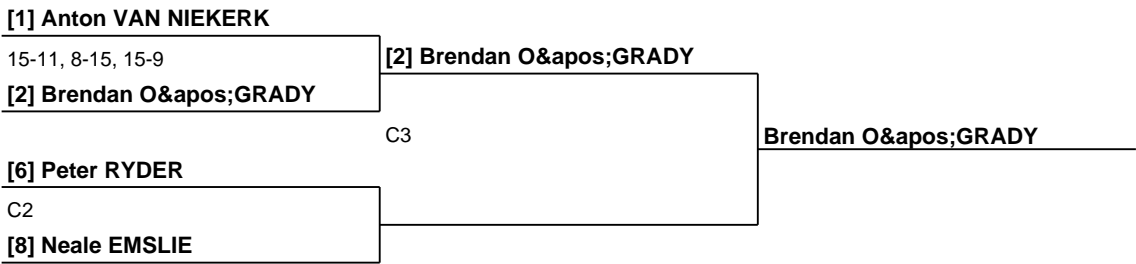 [1] Anton VAN NIEKERK
15-11, 8-15, 15-9
[2] Brendan O&apos;GRADY
[2] Brendan O&apos;GRADY
C3
Brendan O&apos;GRADY
[6] Peter RYDER
C2
[8] Neale EMSLIE